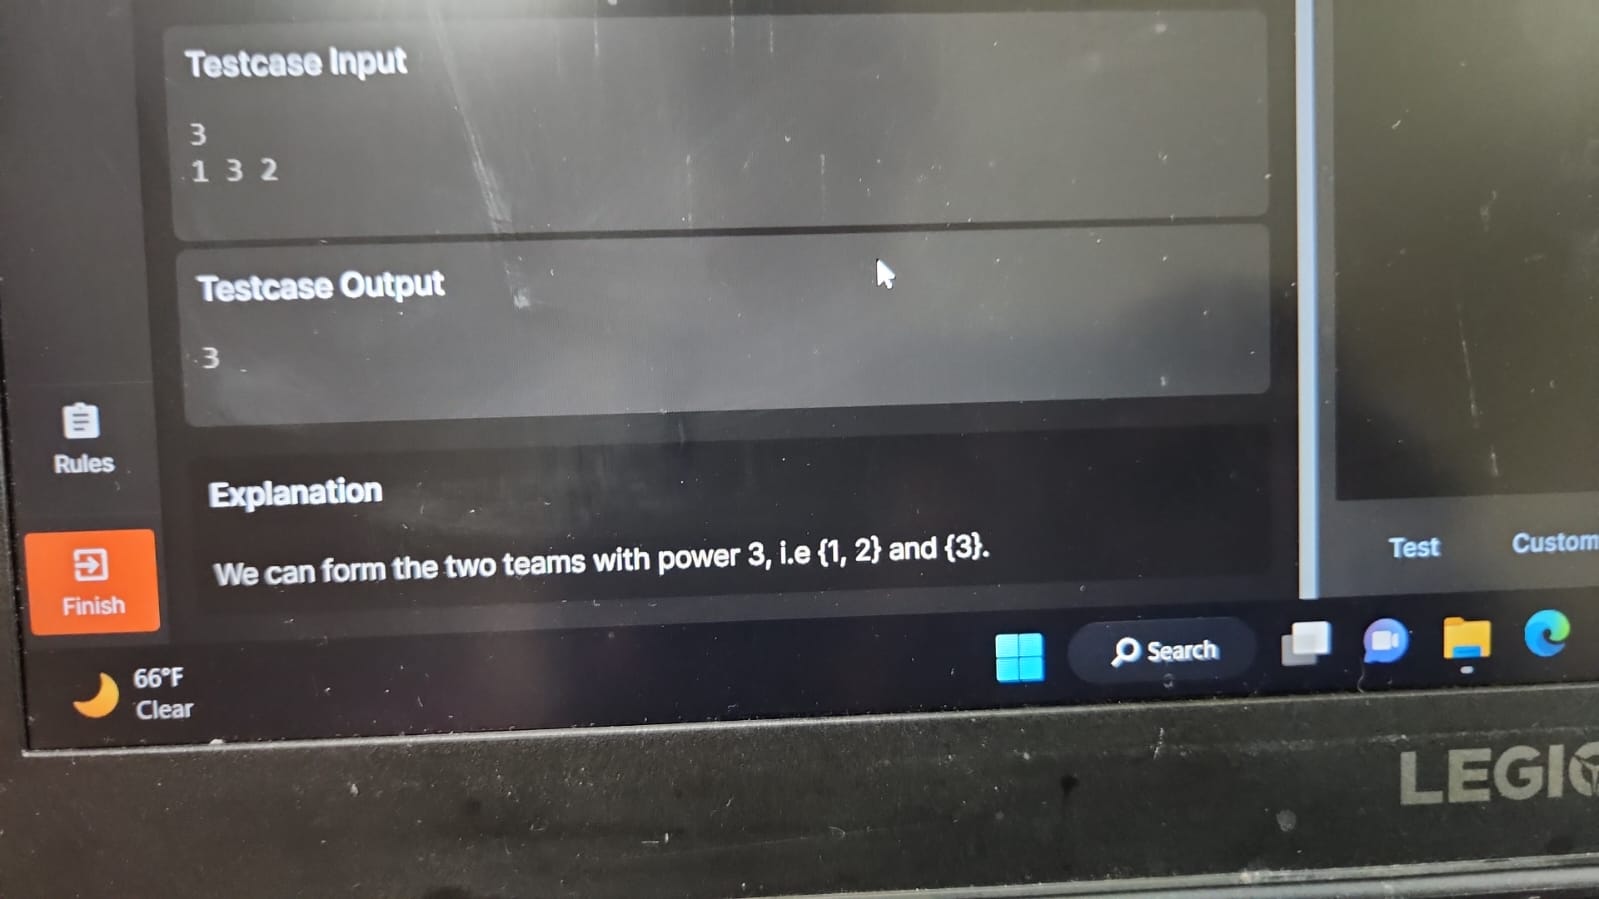 Testcase Input
3
1 3 2
Testcase Output
3
Explanation
We can form the two teams with power 3, i.e {1, 2} and {3}.
Rules
Finish
Test
Custom
66°F
Clear
Search